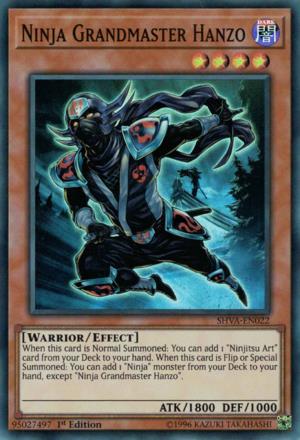 NINJA GRANDMASTER HANZO
DARK
闇
SHVA-EN022
[WARRIOR/EFFECT]
When this card is Normal Summoned: You can add 1 "Ninjitsu Art"
card from your Deck to your hand. When this card is Flip or Special
Summoned: You can add 1 "Ninja" monster from your Deck to your
hand, except "Ninja Grandmaster Hanzo".
ATK/1800 DEF/1000
95027497 1st Edition ©1996 KAZUKI TAKAHASHI